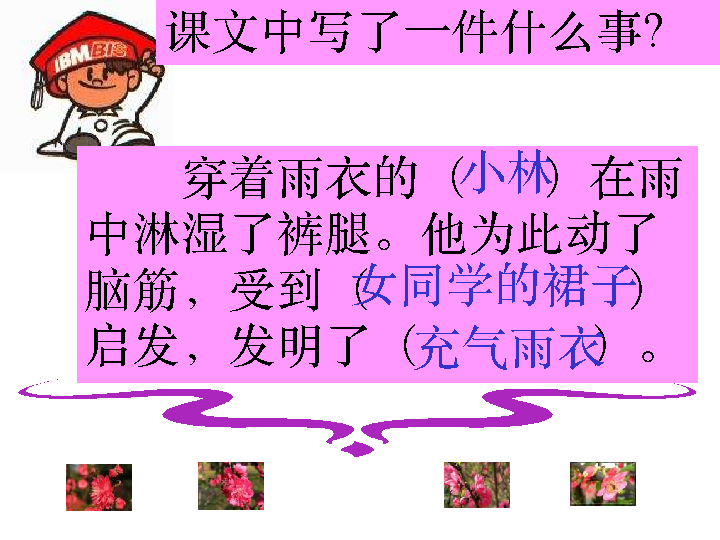 课文中写了一件什么事?
IBMBIS
穿着雨衣的（小林）在雨
中淋湿了裤腿。他为此动了
脑筋，受到（女同学的裙子）
启发，发明了（充气雨衣）。